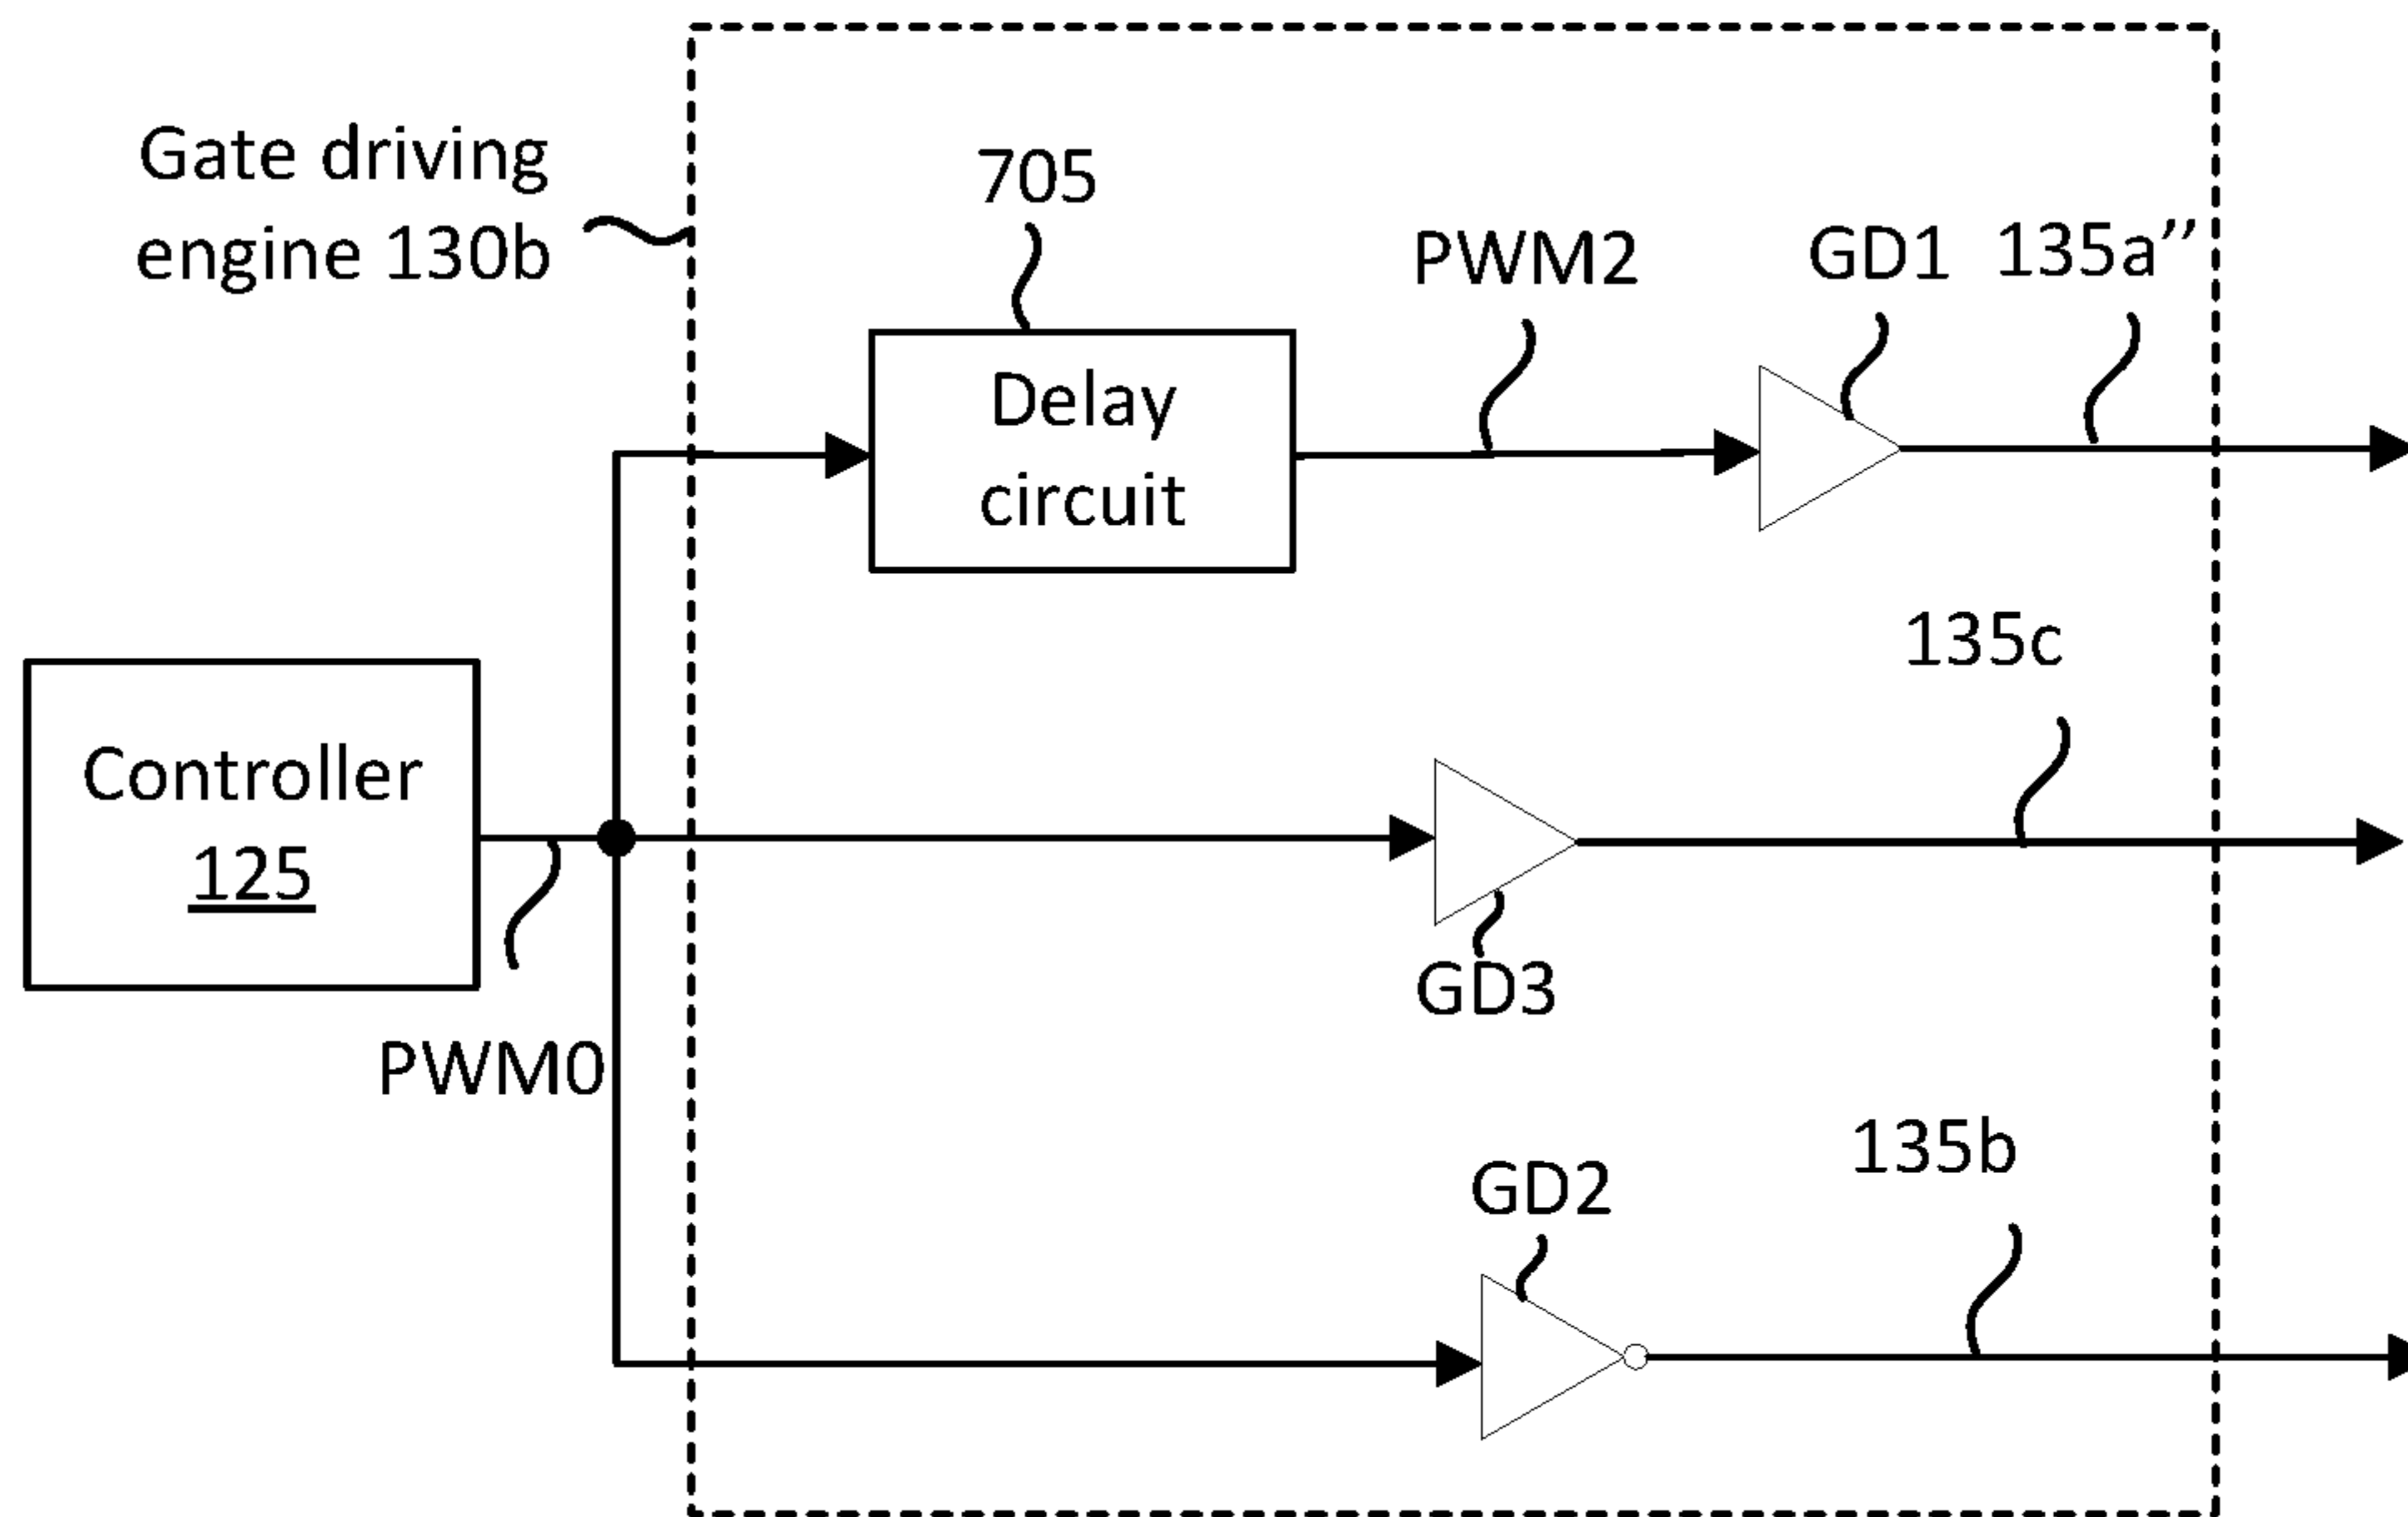 Gate driving
engine 130b
705
PWM2
GD1
135a’’
Delay
circuit
135c
Controller
125
GD3
PWM0
135b
GD2